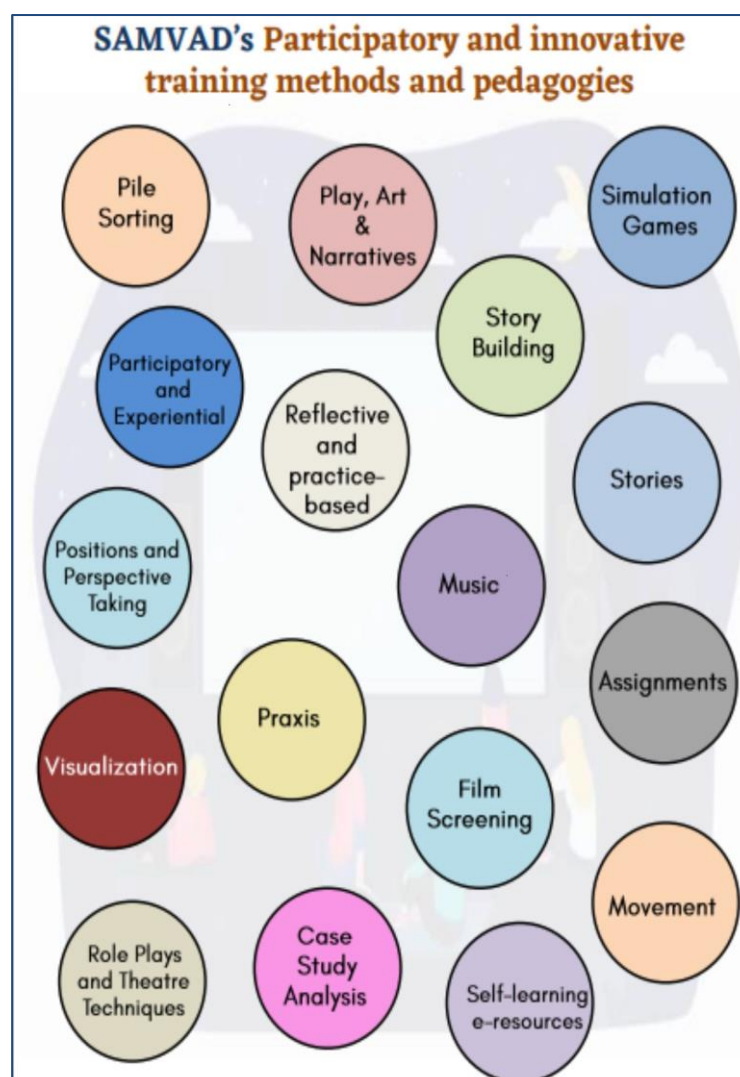 SAMVAD's Participatory and innovative
training methods and pedagogies
Pile
Sorting
Play, Art
&
Narratives
Simulation
Games
Story
Building
Participatory
and
Experiential
Reflective
and
practice-
based
Stories
Positions and
Perspective
Taking
Music
Assignments
Praxis
Visualization
Film
Screening
Movement
Role Plays
and Theatre
Techniques
Case
Study
Analysis
Self-learning
e-resources